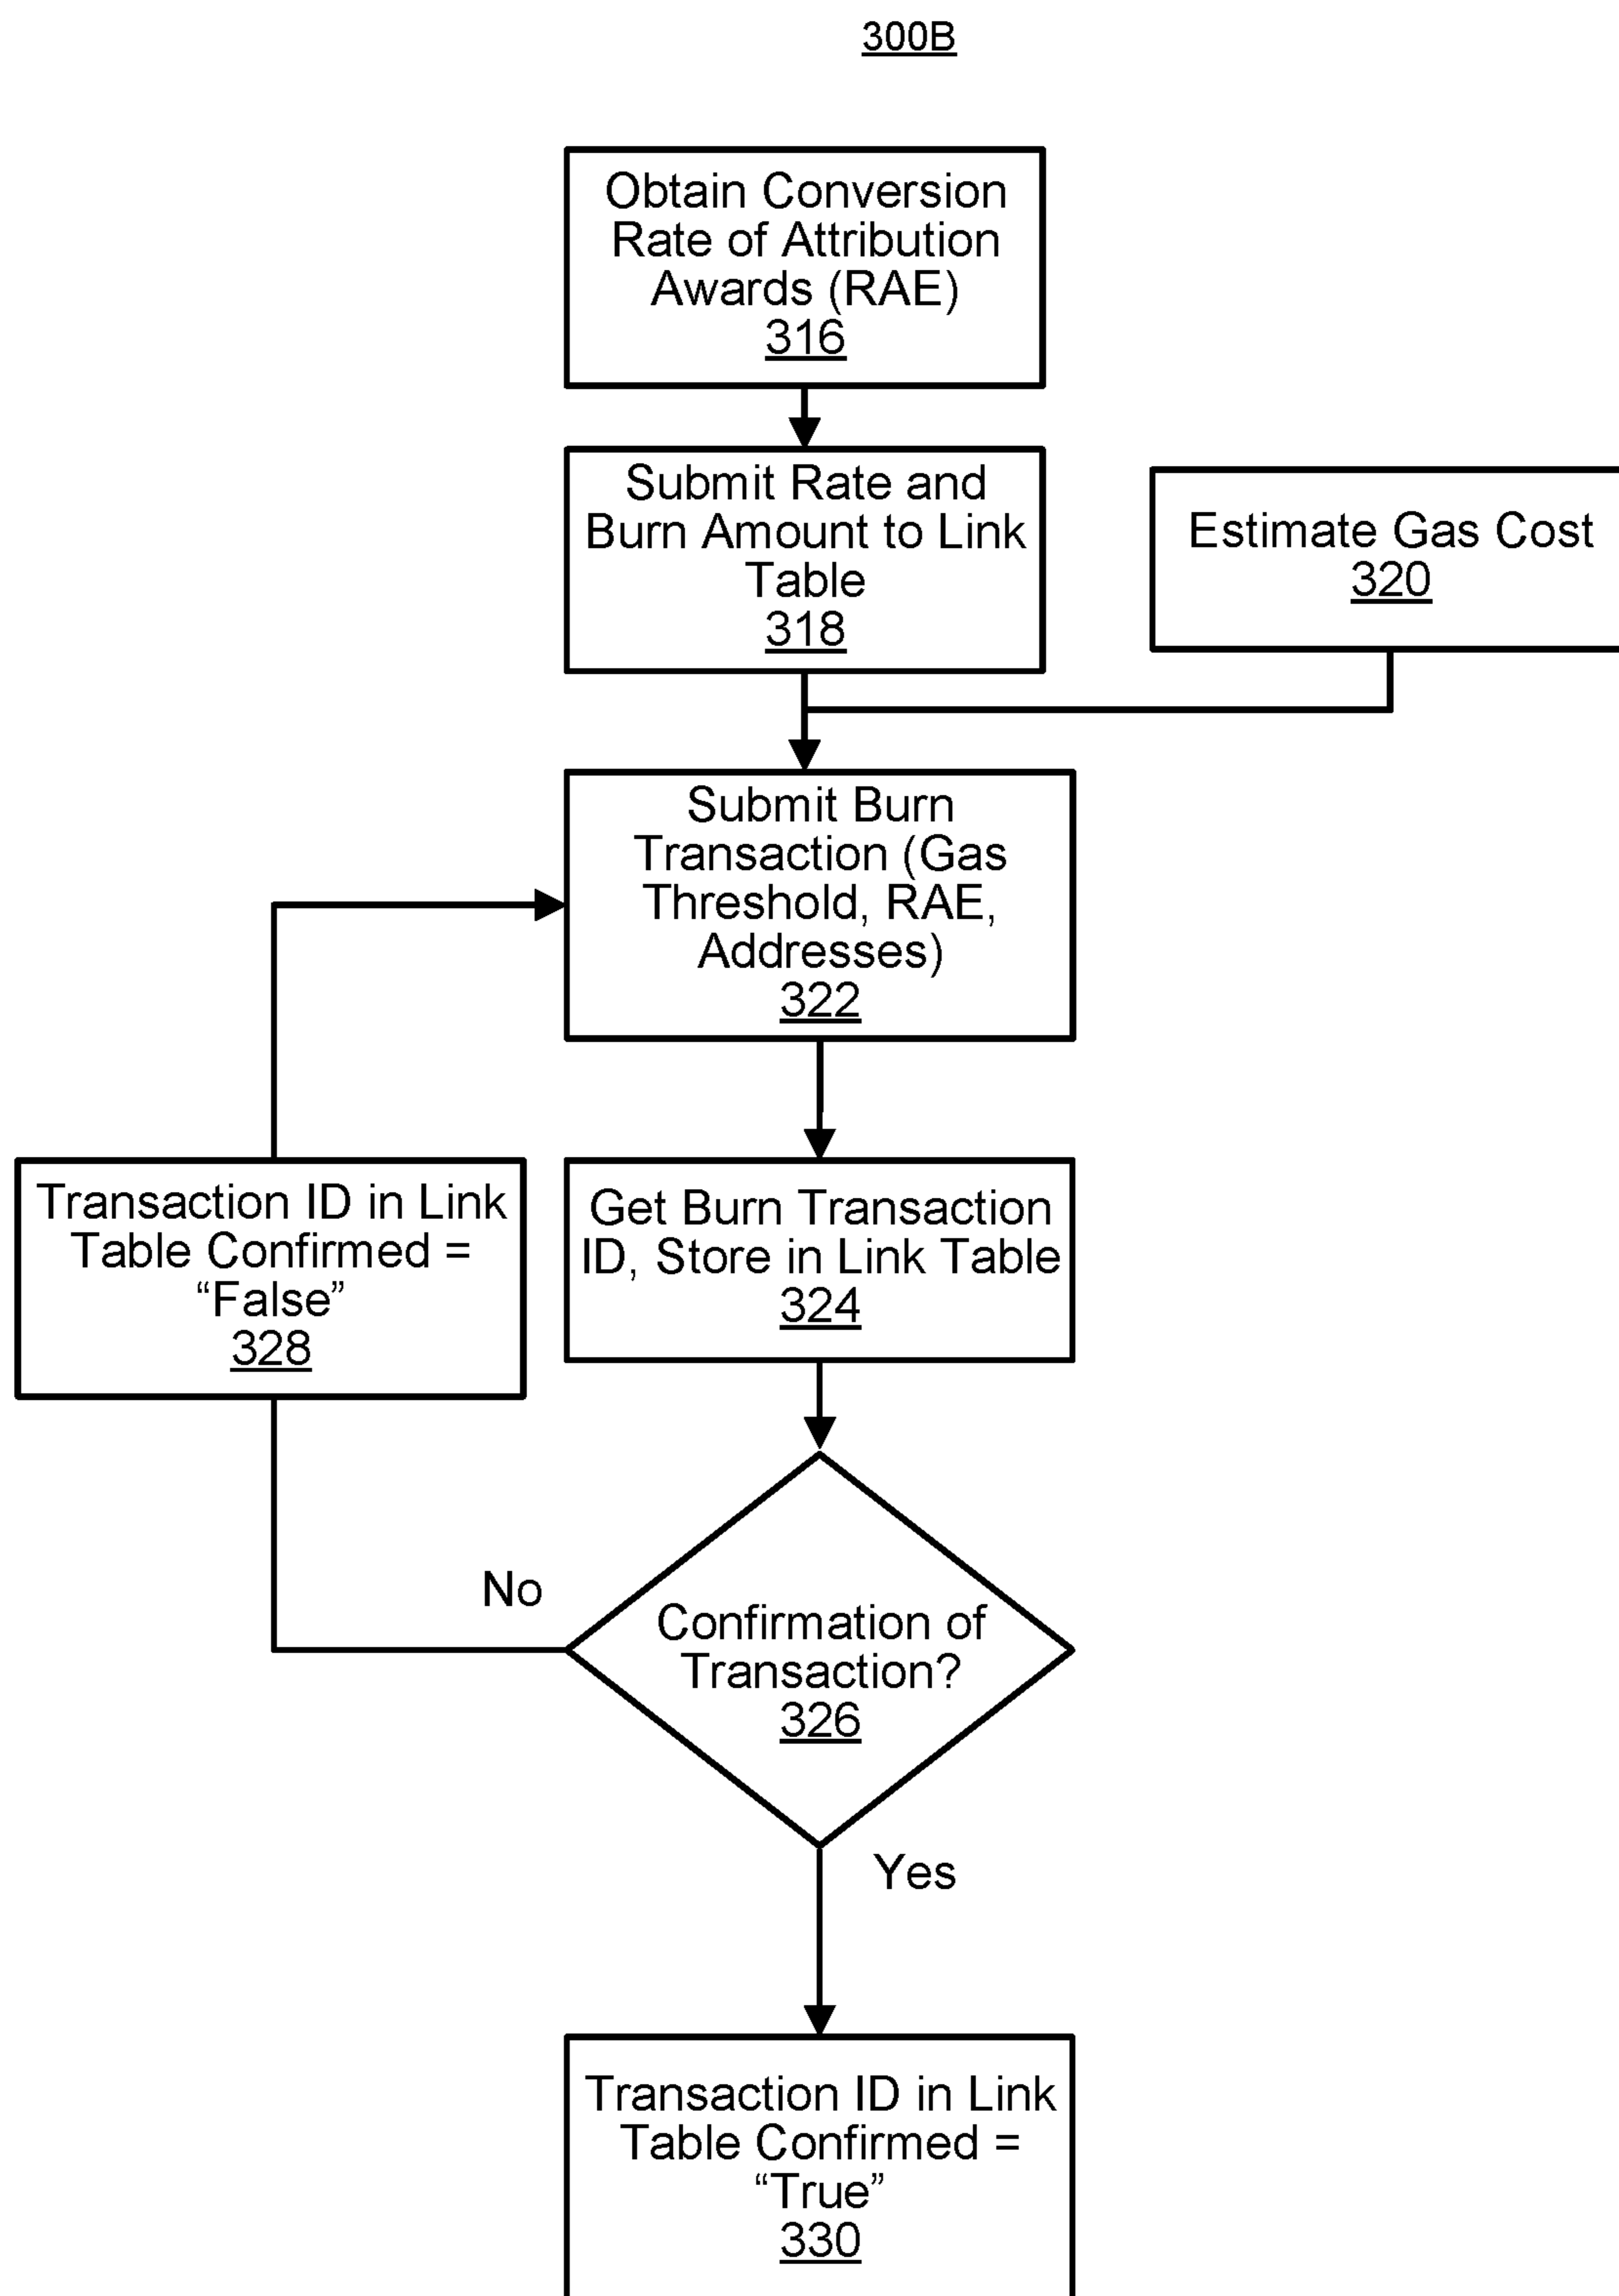 300B
Obtain Conversion
Rate of Attribution
Awards (RAE)
316
Submit Rate and
Burn Amount to Link
Table
318
Estimate Gas Cost
320
Submit Burn
Transaction (Gas
Threshold, RAE,
Addresses)
322
Transaction ID in Link
Table Confirmed =
“False”
328
Get Burn Transaction
ID, Store in Link Table
324
No
Confirmation of
Transaction?
326
Yes
Transaction ID in Link
Table Confirmed =
“True”
330